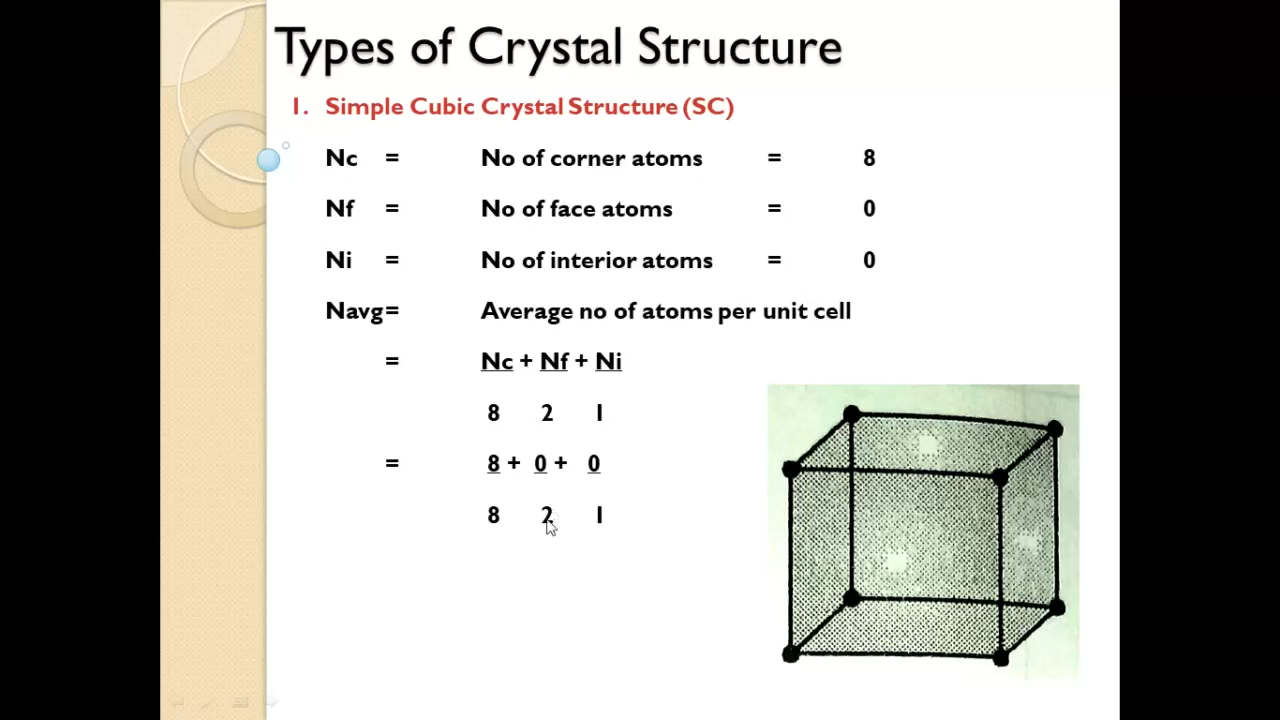 Types of Crystal Structure
1. Simple Cubic Crystal Structure (SC)
Nc = No of corner atoms = 8
Nf = No of face atoms = 0
Ni = No of interior atoms = 0
Navg = Average no of atoms per unit cell
= Nc + Nf + Ni
8 2 1
= 8 + 0 + 0
8 2 1